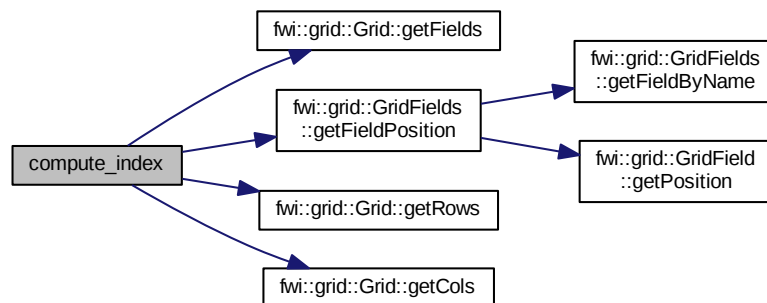 compute_index
fwi::grid::Grid::getFields
fwi::grid::GridFields
::getFieldPosition
fwi::grid::Grid::getRows
fwi::grid::Grid::getCols
fwi::grid::GridFields
::getFieldByName
fwi::grid::GridField
::getPosition